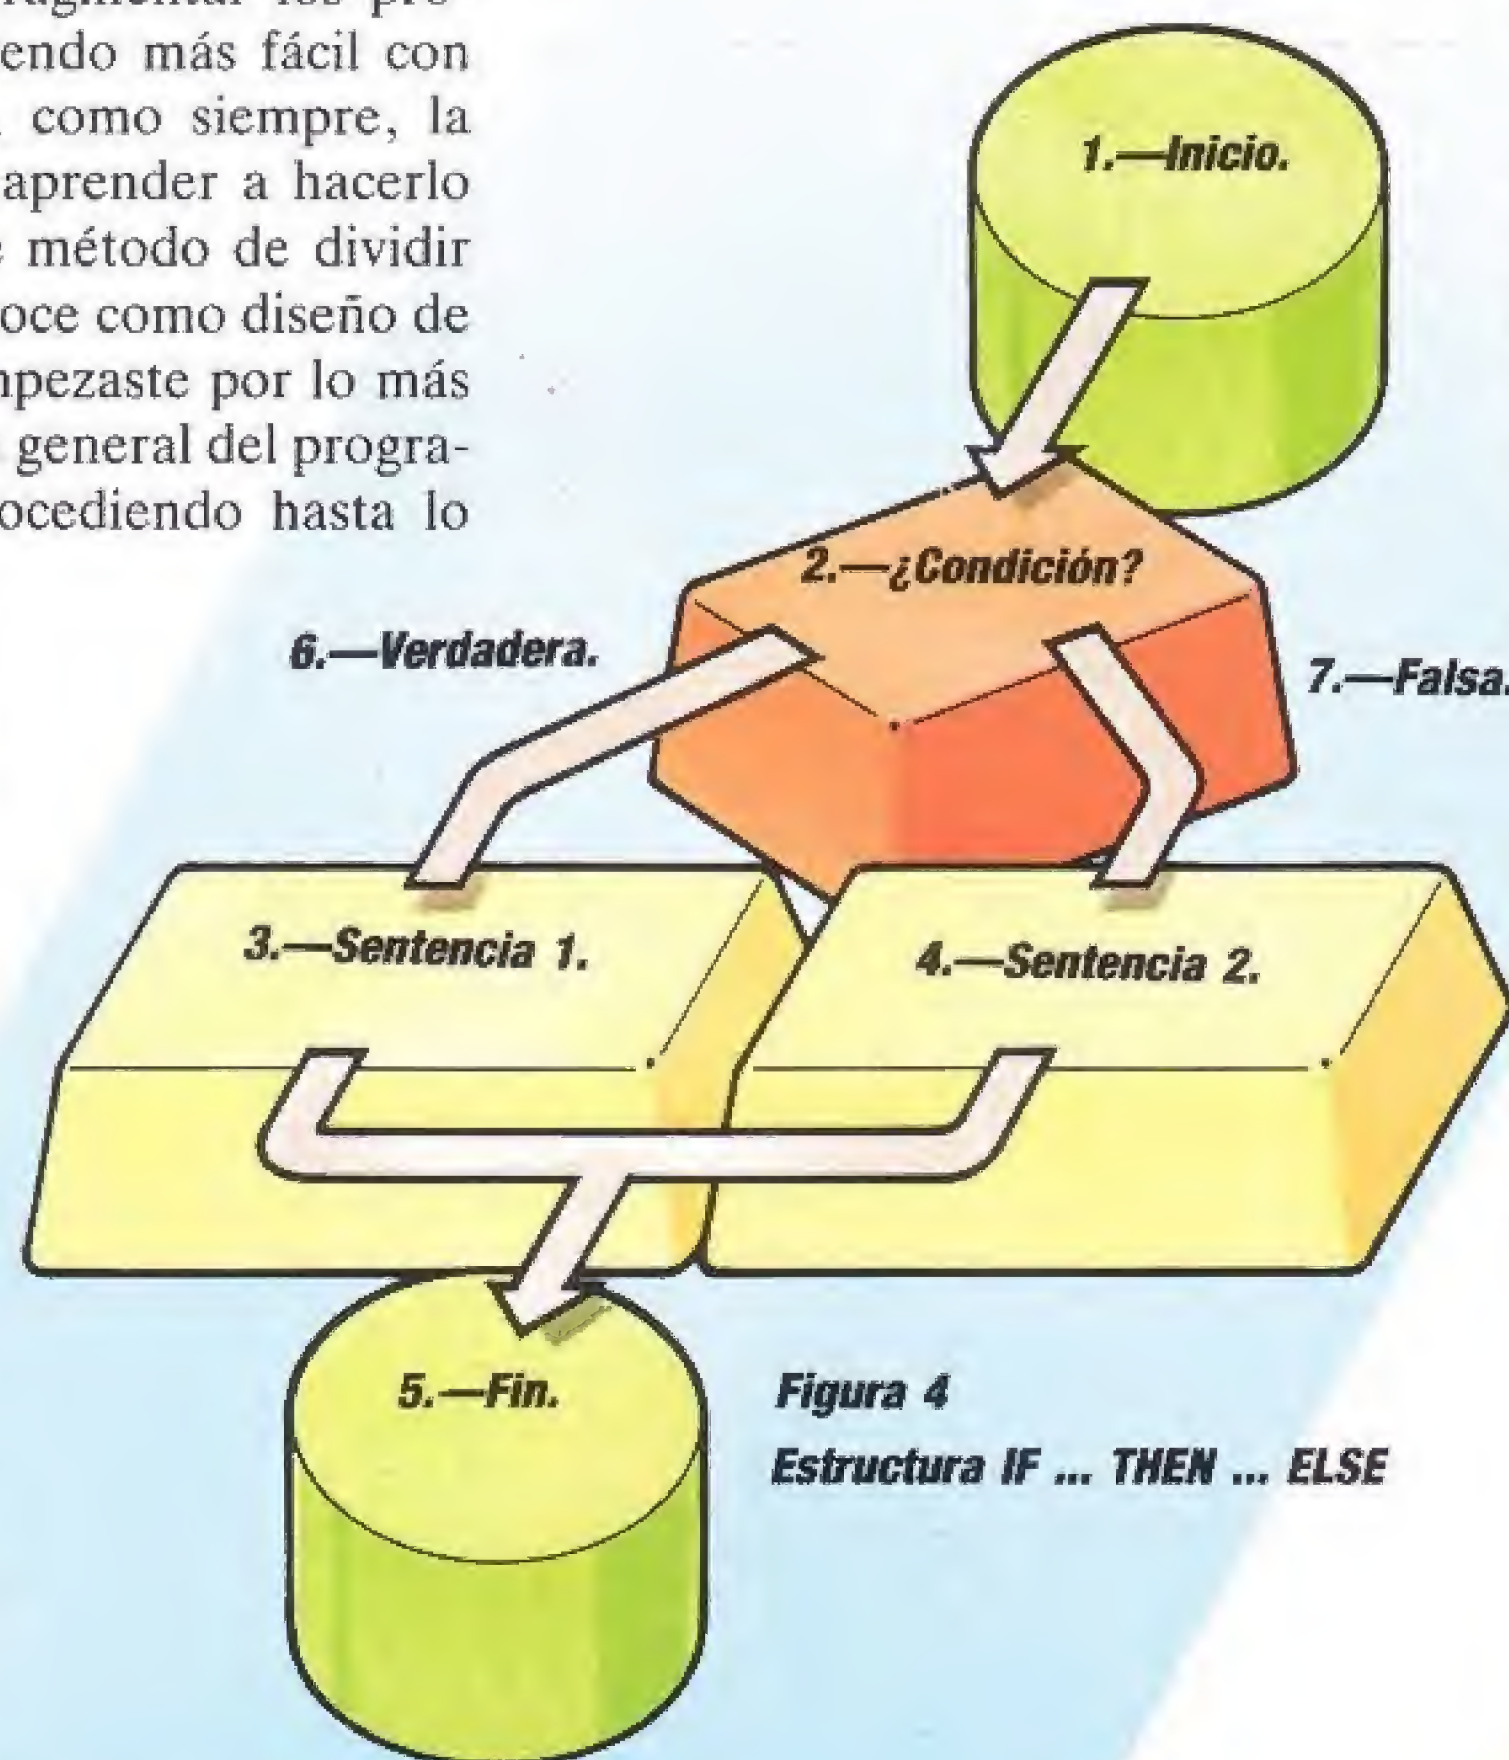 endo más fácil con
como siempre, la
aprender a hacerlo
método de dividir
oce como diseño de
mpezaste por lo más
general del progra-
ocediendo hasta lo
1.—Inicio.
2.—¿Condición?
6.—Verdadera.
7.—Falsa.
3.—Sentencia 1.
4.—Sentencia 2.
5.—Fin.
Figura 4
Estructura IF ... THEN ... ELSE